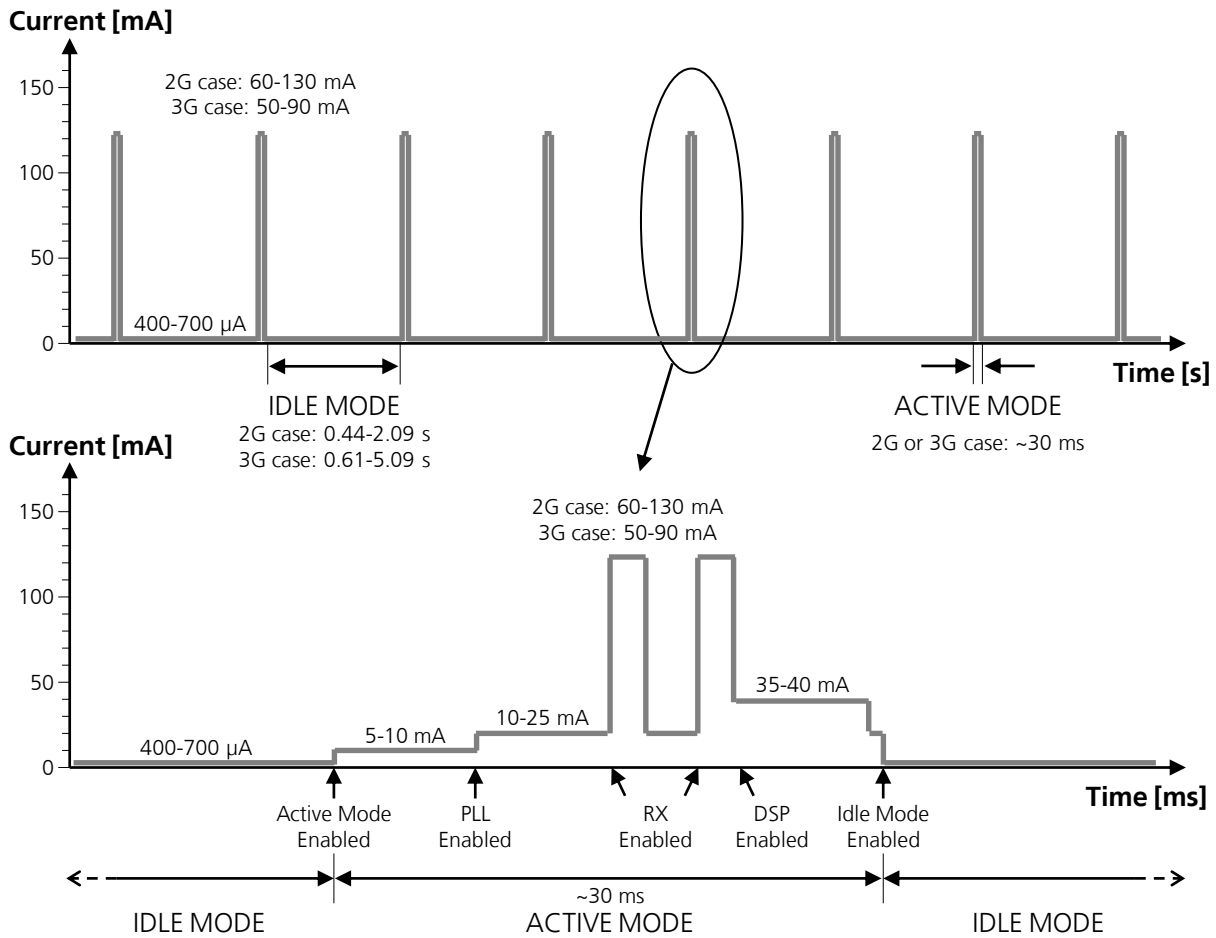 Current [mA]
2G case: 60-130 mA
3G case: 50-90 mA
150
100
50
0
400-700 µA
Time [s]
IDLE MODE
2G case: 0.44-2.09 s
3G case: 0.61-5.09 s
ACTIVE MODE
2G or 3G case: ~30 ms
Current [mA]
2G case: 60-130 mA
3G case: 50-90 mA
150
100
50
0
400-700 µA
5-10 mA
10-25 mA
35-40 mA
Time [ms]
Active Mode
Enabled
PLL
Enabled
RX
Enabled
DSP
Enabled
Idle Mode
Enabled
~30 ms
IDLE MODE
ACTIVE MODE
IDLE MODE